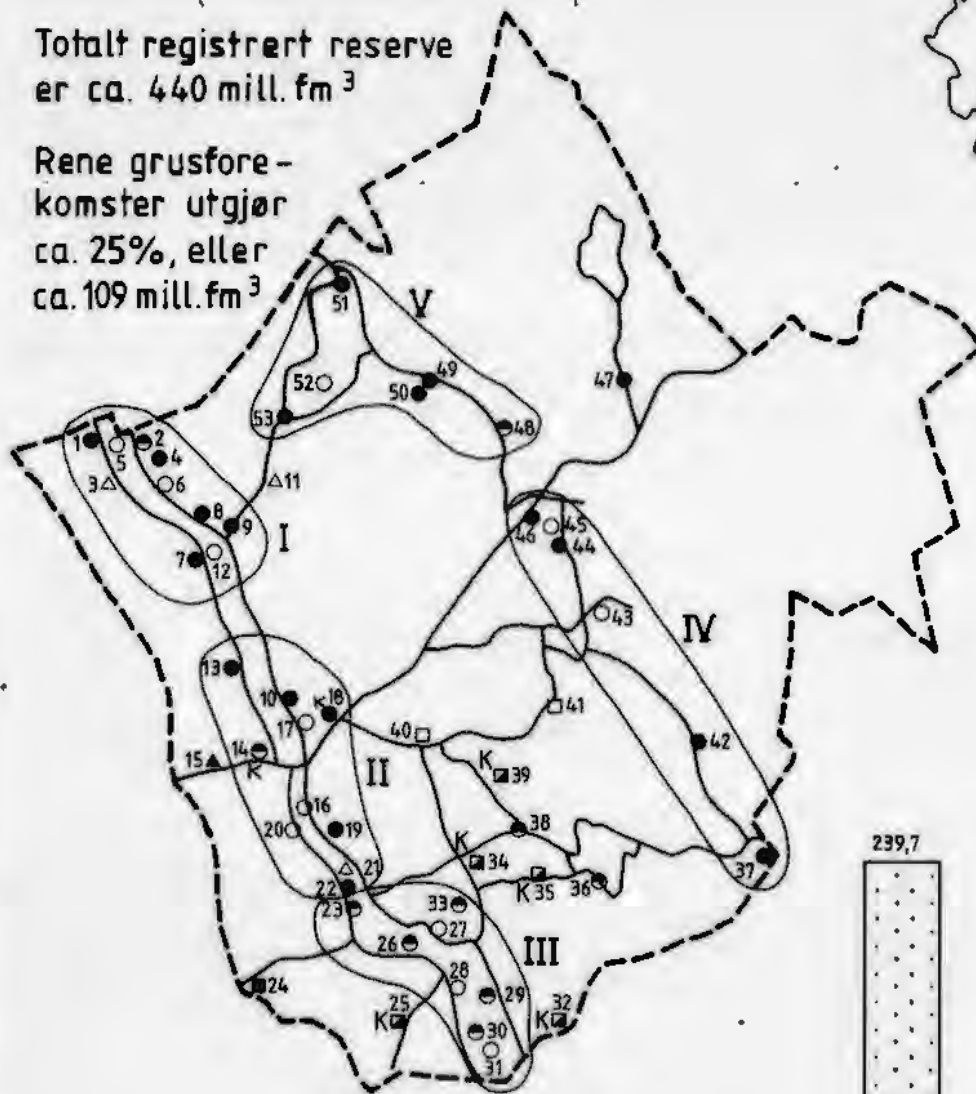 Totalt registrert reserve
er ca. 440 mill. fm³
Rene grusfore-
komster utgjør
ca. 25%, eller
ca. 109 mill. fm³
51
V
52
49
50
53
48
47
1
5
2
4
3
6
11
8
9
I
7
12
46
45
44
43
IV
13
10
K 18
17
41
40
14
K
15
II
42
K 39
16
20
19
38
239,7
K 34
21
22
K 35
36
37
23
33
27
26
III
28
24
29
25
K
32
K
30
31